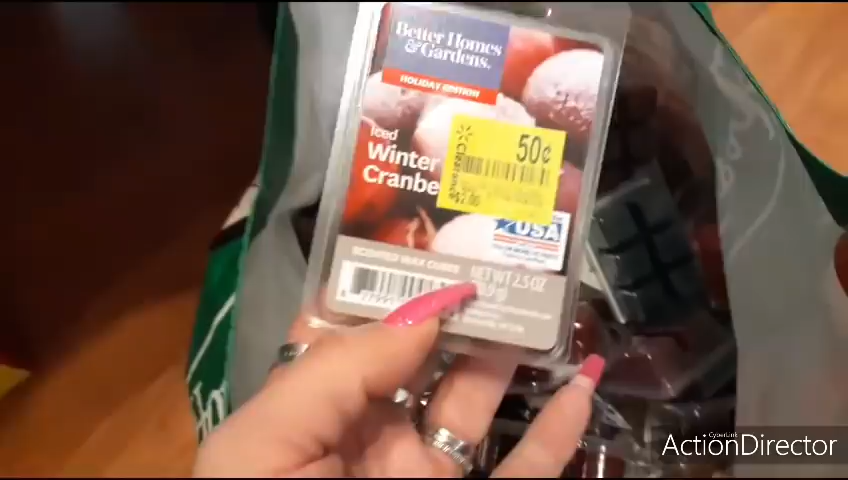 Better Homes
& Gardens.
HOLIDAY EDITION
Iced
Winter
Cranbe
50¢
Clearance
$2.00
USA
SCENTED WAX CUBES
NET WT 2.5 OZ
CyberLink
ActionDirector